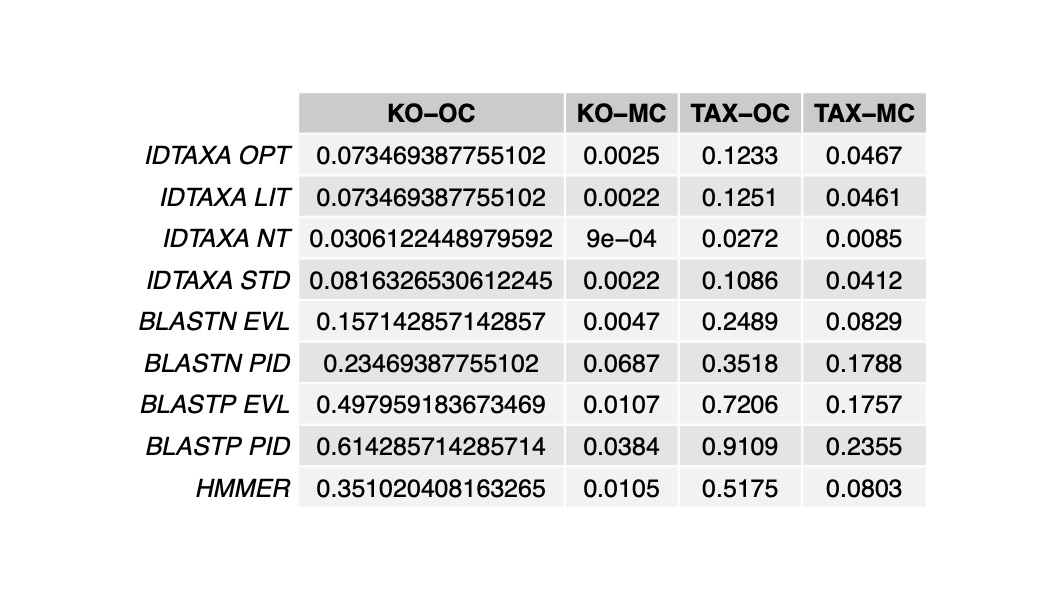 KO–OC KO–MC TAX–OC TAX–MC
IDTAXA OPT 0.073469387755102 0.0025 0.1233 0.0467
IDTAXA LIT 0.073469387755102 0.0022 0.1251 0.0461
IDTAXA NT 0.0306122448979592 9e–04 0.0272 0.0085
IDTAXA STD 0.0816326530612245 0.0022 0.1086 0.0412
BLASTN EVL 0.157142857142857 0.0047 0.2489 0.0829
BLASTN PID 0.23469387755102 0.0687 0.3518 0.1788
BLASTP EVL 0.497959183673469 0.0107 0.7206 0.1757
BLASTP PID 0.614285714285714 0.0384 0.9109 0.2355
HMMER 0.351020408163265 0.0105 0.5175 0.0803